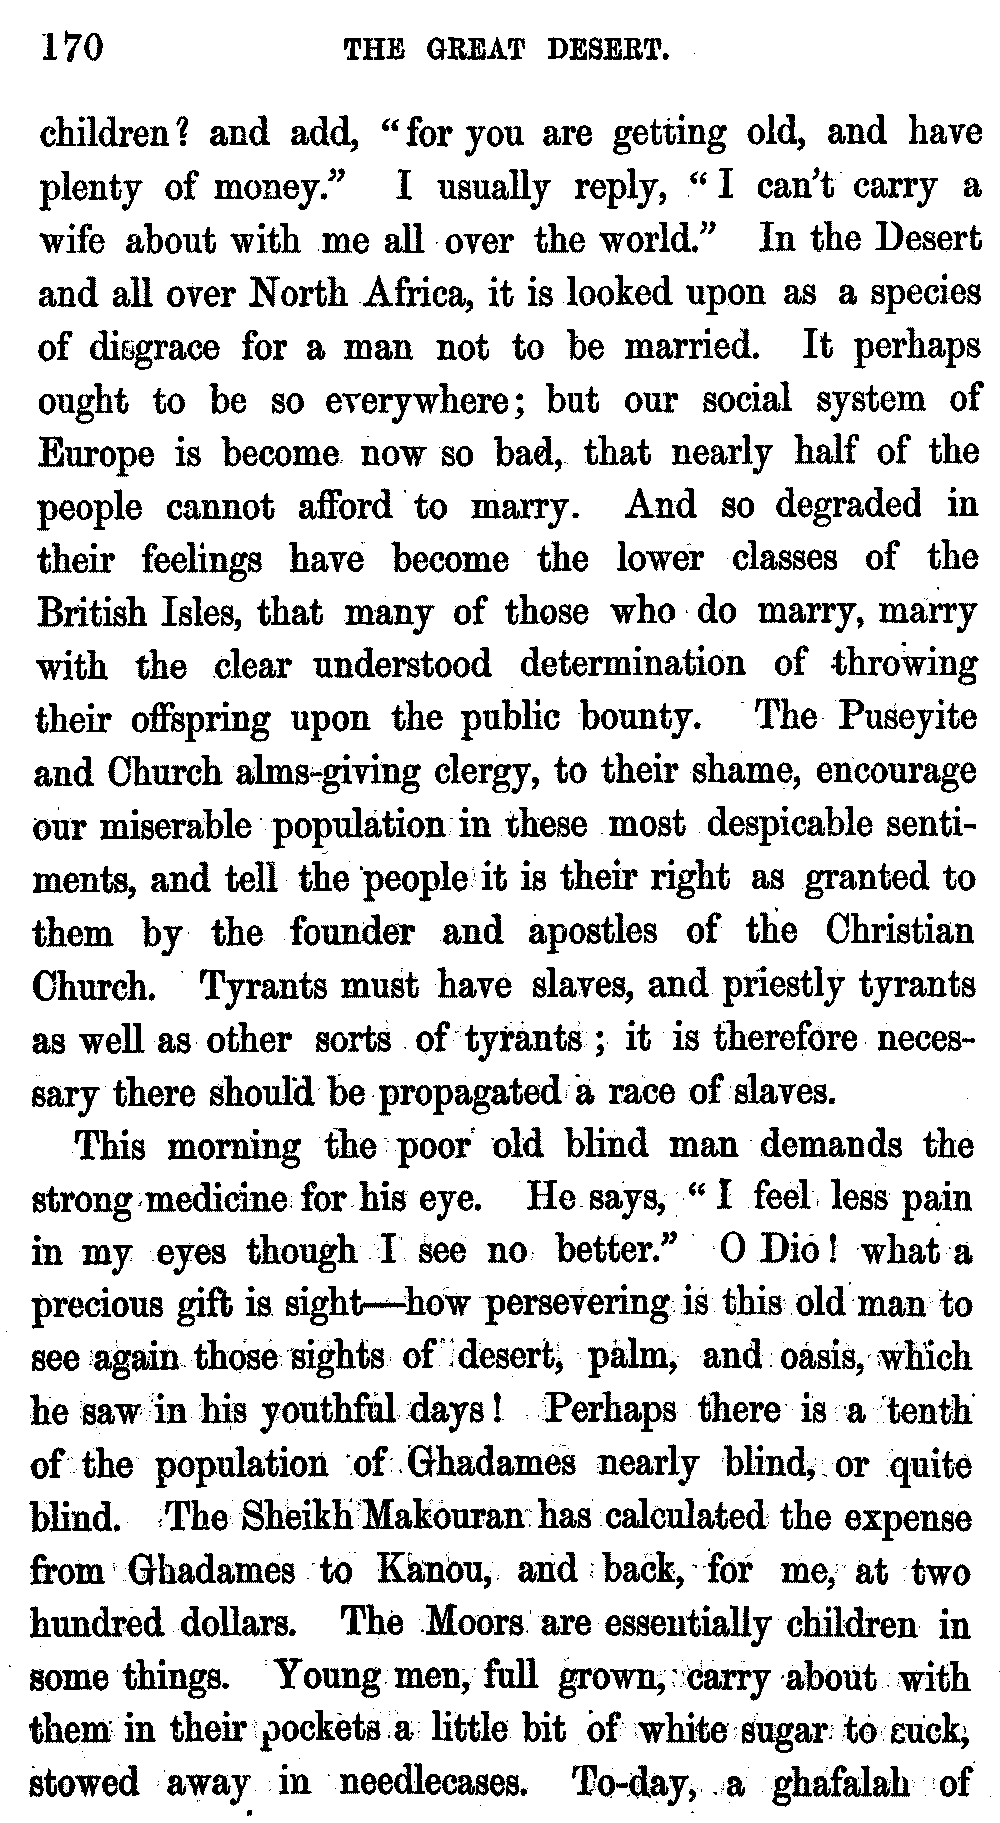 170 THE GREAT DESERT.
children? and add, “for you are getting old, and have
plenty of money.” I usually reply, “I can't carry a
wife about with me all over the world.” In the Desert
and all over North Africa, it is looked upon as a species
of disgrace for a man not to be married. It perhaps
ought to be so everywhere; but our social system of
Europe is become now so bad, that nearly half of the
people cannot afford to marry. And so degraded in
their feelings have become the lower classes of the
British Isles, that many of those who do marry, marry
with the clear understood determination of throwing
their offspring upon the public bounty. The Puseyite
and Church alms-giving clergy, to their shame, encourage
our miserable population in these most despicable senti-
ments, and tell the people it is their right as granted to
them by the founder and apostles of the Christian
Church. Tyrants must have slaves, and priestly tyrants
as well as other sorts of tyrants; it is therefore neces-
sary there should be propagated a race of slaves.
This morning the poor old blind man demands the
strong medicine for his eye. He says, “I feel less pain
in my eyes though I see no better.” O Dio! what a
precious gift is sight—how persevering is this old man to
see again those sights of desert, palm, and oasis, which
he saw in his youthful days! Perhaps there is a tenth
of the population of Ghadames nearly blind, or quite
blind. The Sheikh Makouran has calculated the expense
from Ghadames to Kanou, and back, for me, at two
hundred dollars. The Moors are essentially children in
some things. Young men, full grown, carry about with
them in their pockets a little bit of white sugar to suck,
stowed away in needlecases. To-day, a ghafalah of